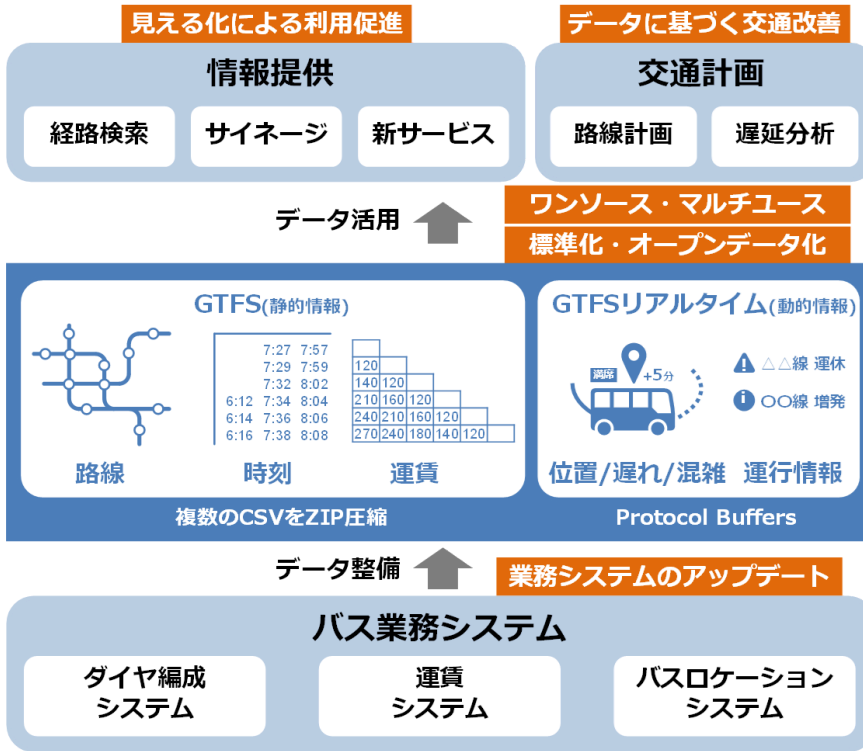 見える化による利用促進
データに基づく交通改善
情報提供
交通計画
経路検索
サイネージ
新サービス
路線計画
遅延分析
データ活用
ワンソース・マルチユース
標準化・オープンデータ化
GTFS(静的情報)
7:27 7:57
7:29 7:59
7:32 8:02
6:12 7:34 8:04
6:14 7:36 8:06
6:16 7:38 8:08
120
140 120
210 160 120
240 210 160 120
270 240 180 140 120
路線
時刻
運賃
複数のCSVをZIP圧縮
GTFSリアルタイム(動的情報)
満席
+5分
△△線 運休
〇〇線 増発
位置/遅れ/混雑
運行情報
Protocol Buffers
データ整備
業務システムのアップデート
バス業務システム
ダイヤ編成
システム
運賃
システム
バスロケーション
システム